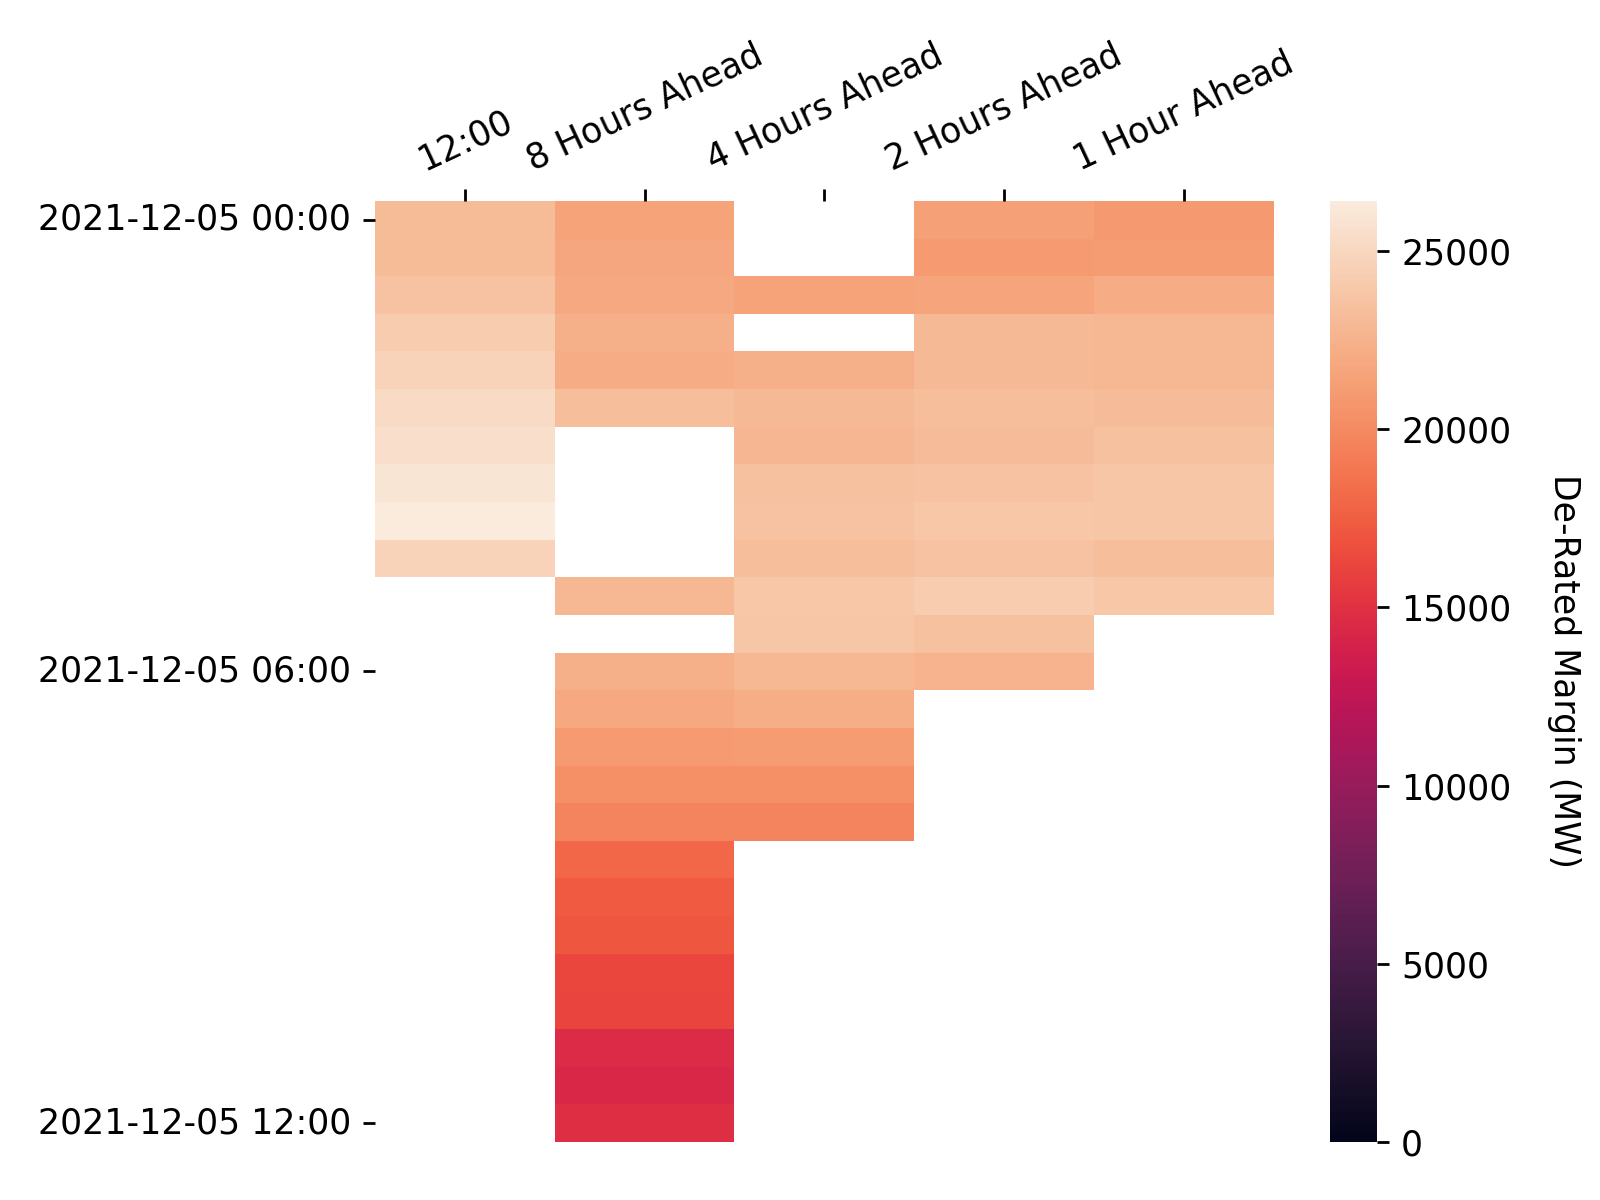 12:00
8 Hours Ahead
4 Hours Ahead
2 Hours Ahead
1 Hour Ahead
2021-12-05 00:00
2021-12-05 06:00
2021-12-05 12:00
25000
20000
15000
10000
5000
0
De-Rated Margin (MW)